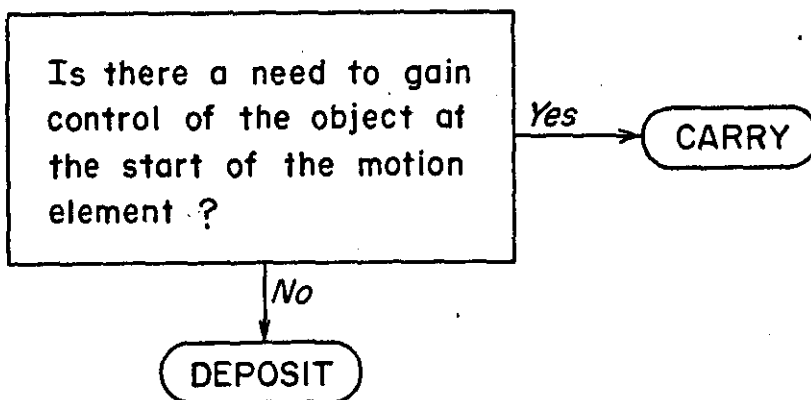 Is there a need to gain
control of the object at
the start of the motion
element ?
Yes
CARRY
No
DEPOSIT